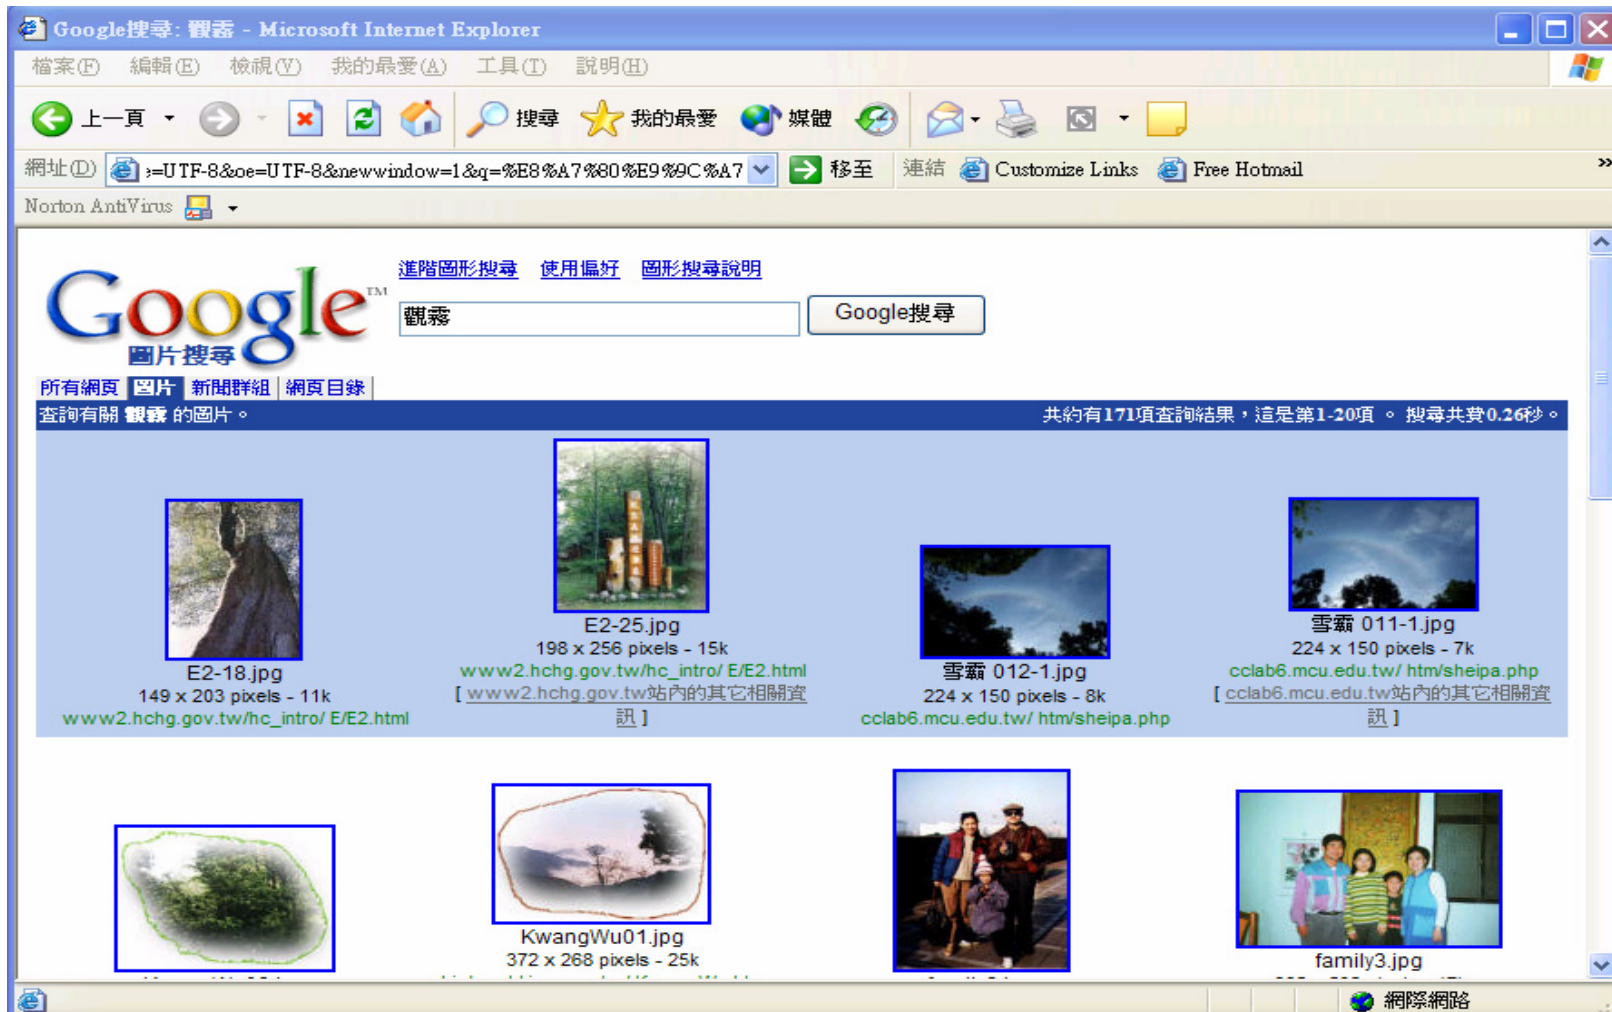 Google搜尋: 觀霧 - Microsoft Internet Explorer
檔案(F) 編輯(E) 檢視(V) 我的最愛(A) 工具(T) 說明(H)
上一頁 搜尋 我的最愛 媒體
網址(D) =UTF-8&oe=UTF-8&newwindow=1&q=%E8%A7%80%E9%9C%A7 移至 連結 Customize Links Free Hotmail »
Norton AntiVirus
進階圖形搜尋 使用偏好 圖形搜尋說明
Google™
觀霧 Google搜尋
圖片搜尋
所有網頁 圖片 新聞群組 網頁目錄
查詢有關 觀霧 的圖片。 共約有171項查詢結果,這是第1-20項 。 搜尋共費0.26秒。
E2-18.jpg
149 x 203 pixels - 11k
www2.hchg.gov.tw/hc_intro/ E/E2.html
E2-25.jpg
198 x 256 pixels - 15k
www2.hchg.gov.tw/hc_intro/ E/E2.html
[ www2.hchg.gov.tw站內的其它相關資
訊 ]
雪霸 012-1.jpg
224 x 150 pixels - 8k
cclab6.mcu.edu.tw/ htm/sheipa.php
雪霸 011-1.jpg
224 x 150 pixels - 7k
cclab6.mcu.edu.tw/ htm/sheipa.php
[ cclab6.mcu.edu.tw站內的其它相關資
訊 ]
KwangWu01.jpg
372 x 268 pixels - 25k
family3.jpg
網際網路